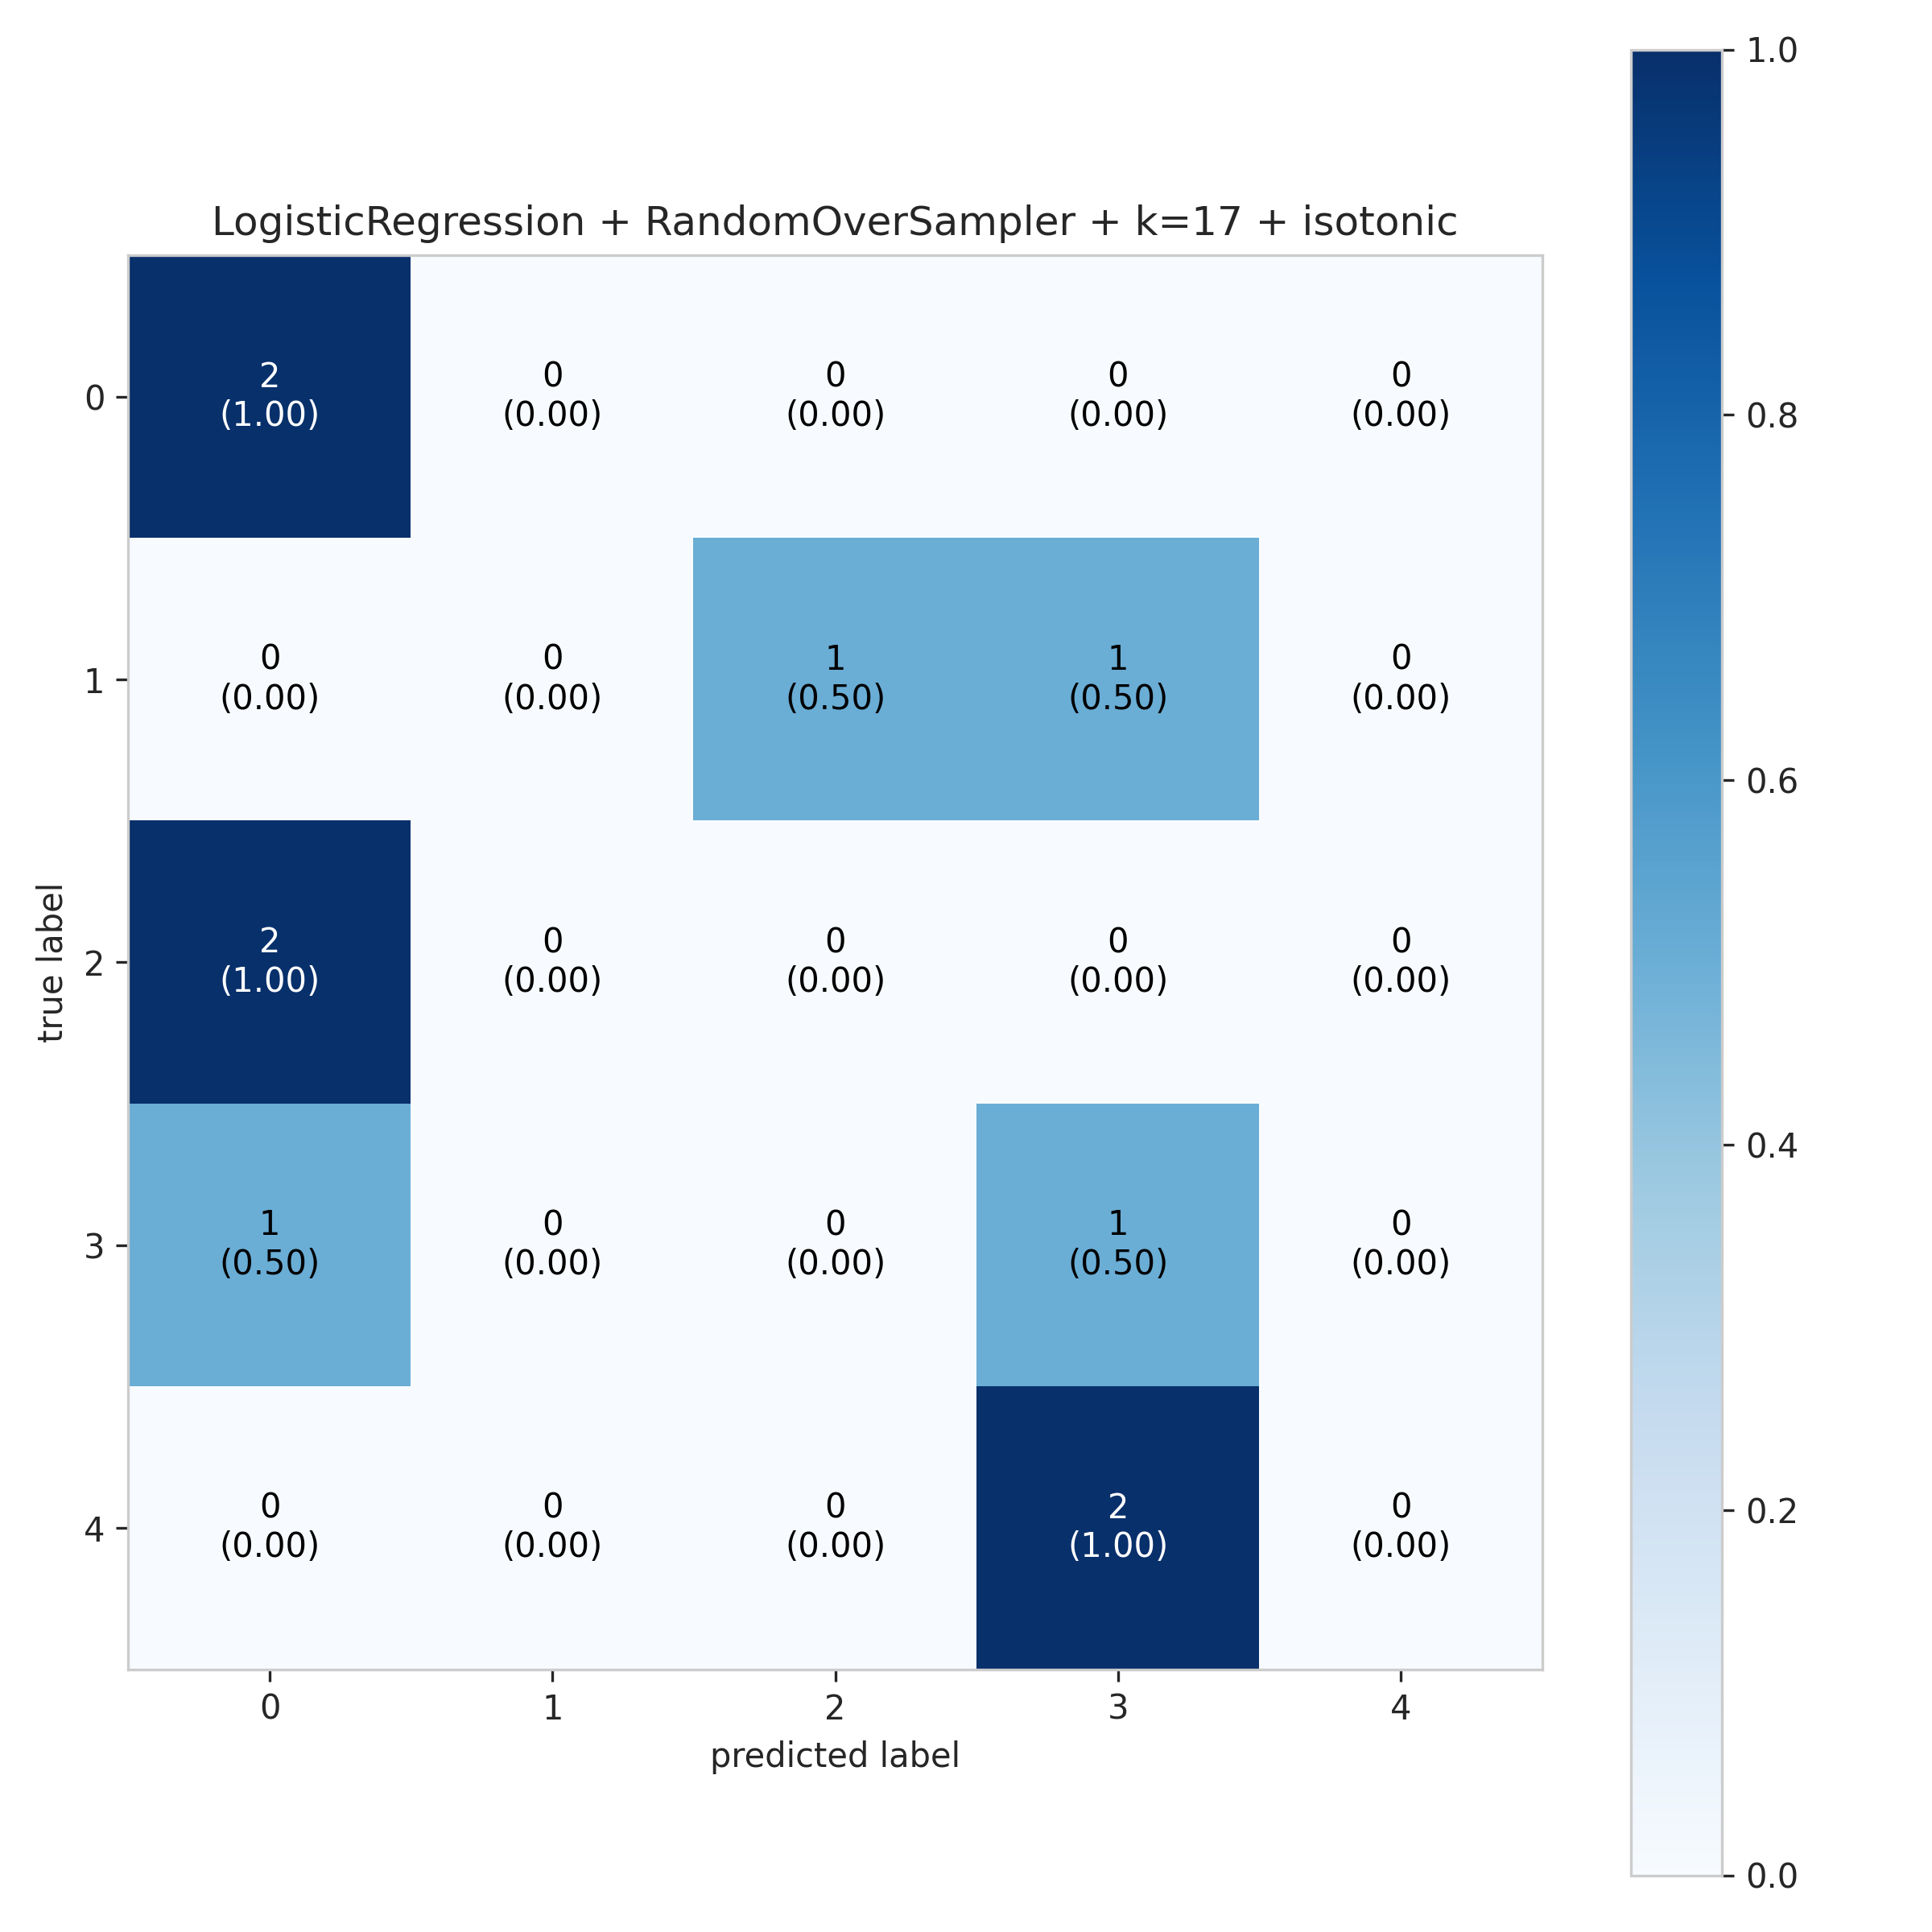 LogisticRegression + RandomOverSampler + k=17 + isotonic
1.0
0.8
0.6
0.4
0.2
0.0
true label
0
2 0 0 0 0
(1.00) (0.00) (0.00) (0.00) (0.00)
1
0 0 1 1 0
(0.00) (0.00) (0.50) (0.50) (0.00)
2
2 0 0 0 0
(1.00) (0.00) (0.00) (0.00) (0.00)
3
1 0 0 1 0
(0.50) (0.00) (0.00) (0.50) (0.00)
4
0 0 0 2 0
(0.00) (0.00) (0.00) (1.00) (0.00)
0 1 2 3 4
predicted label